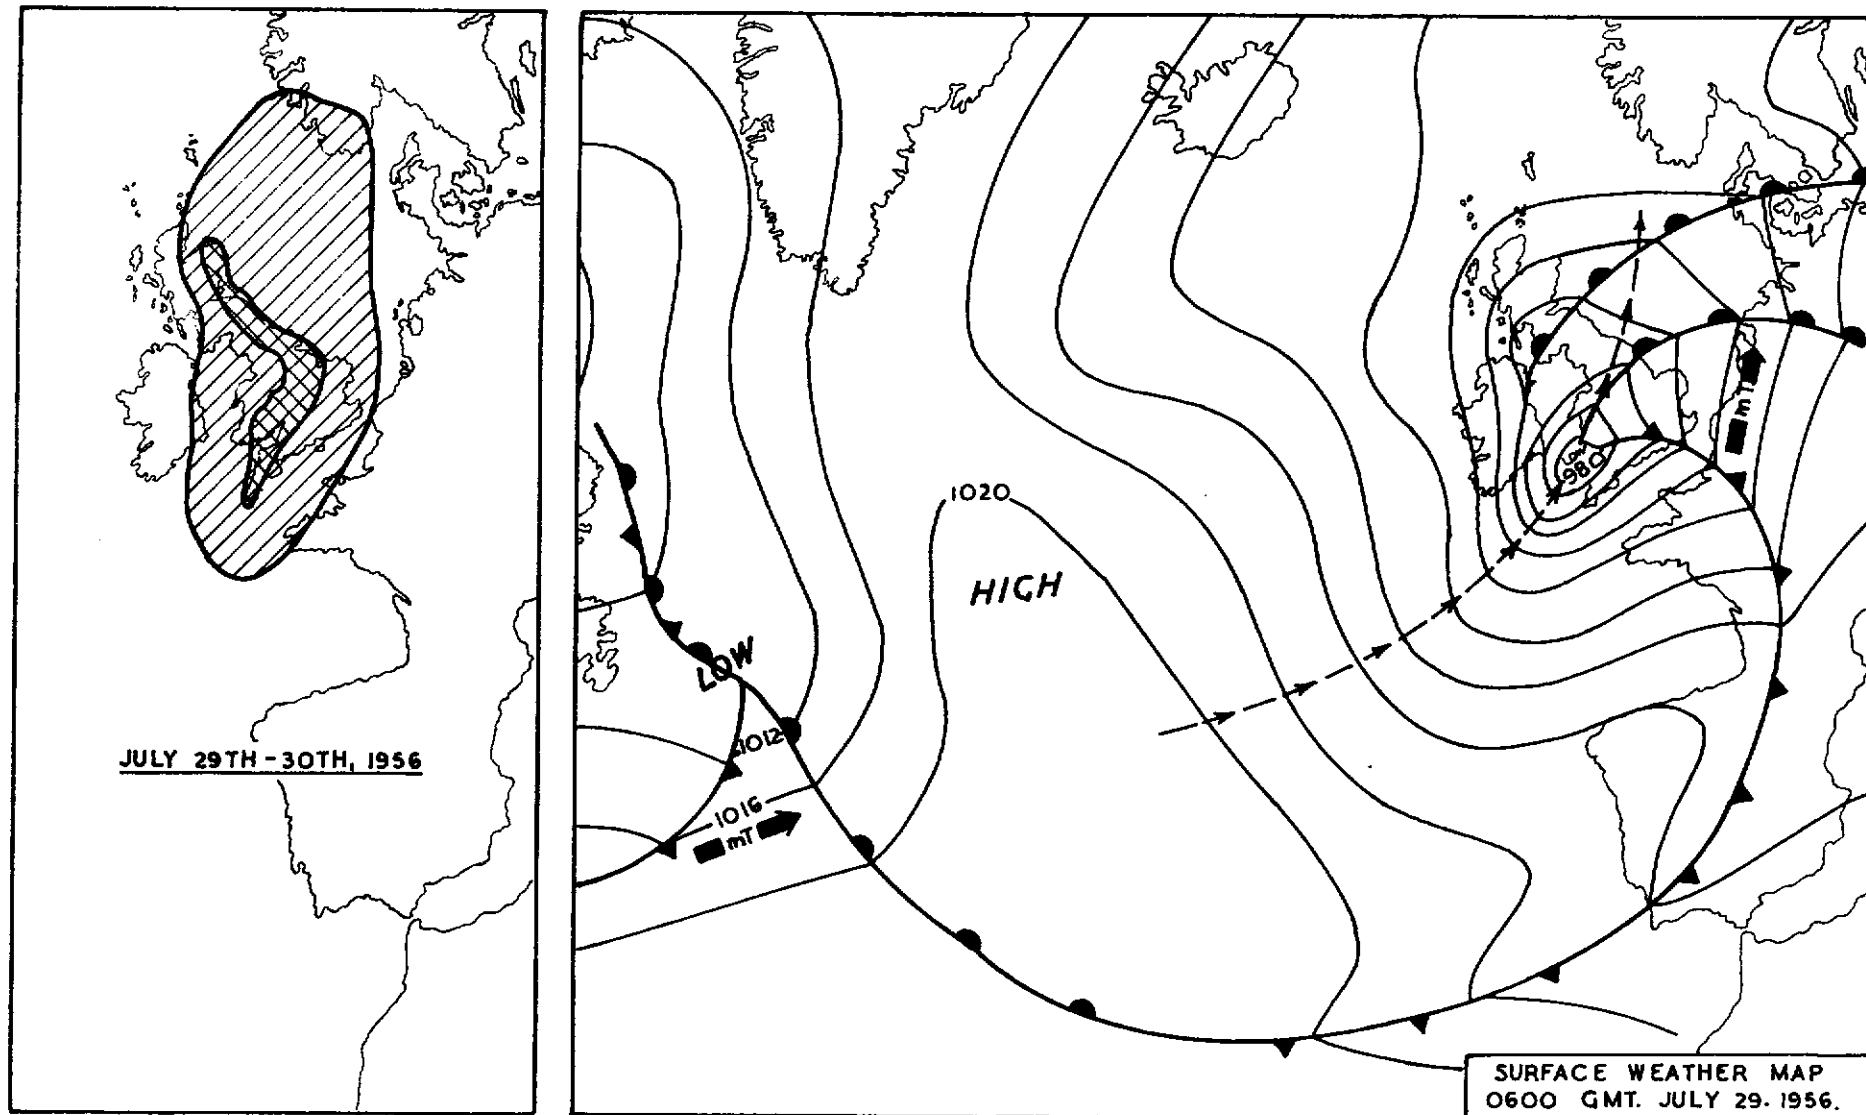 JULY 29TH-30TH, 1956
1020
HIGH
LOW
980
mT
LOW
1012
1016
mT
SURFACE WEATHER MAP
0600 GMT. JULY 29. 1956.